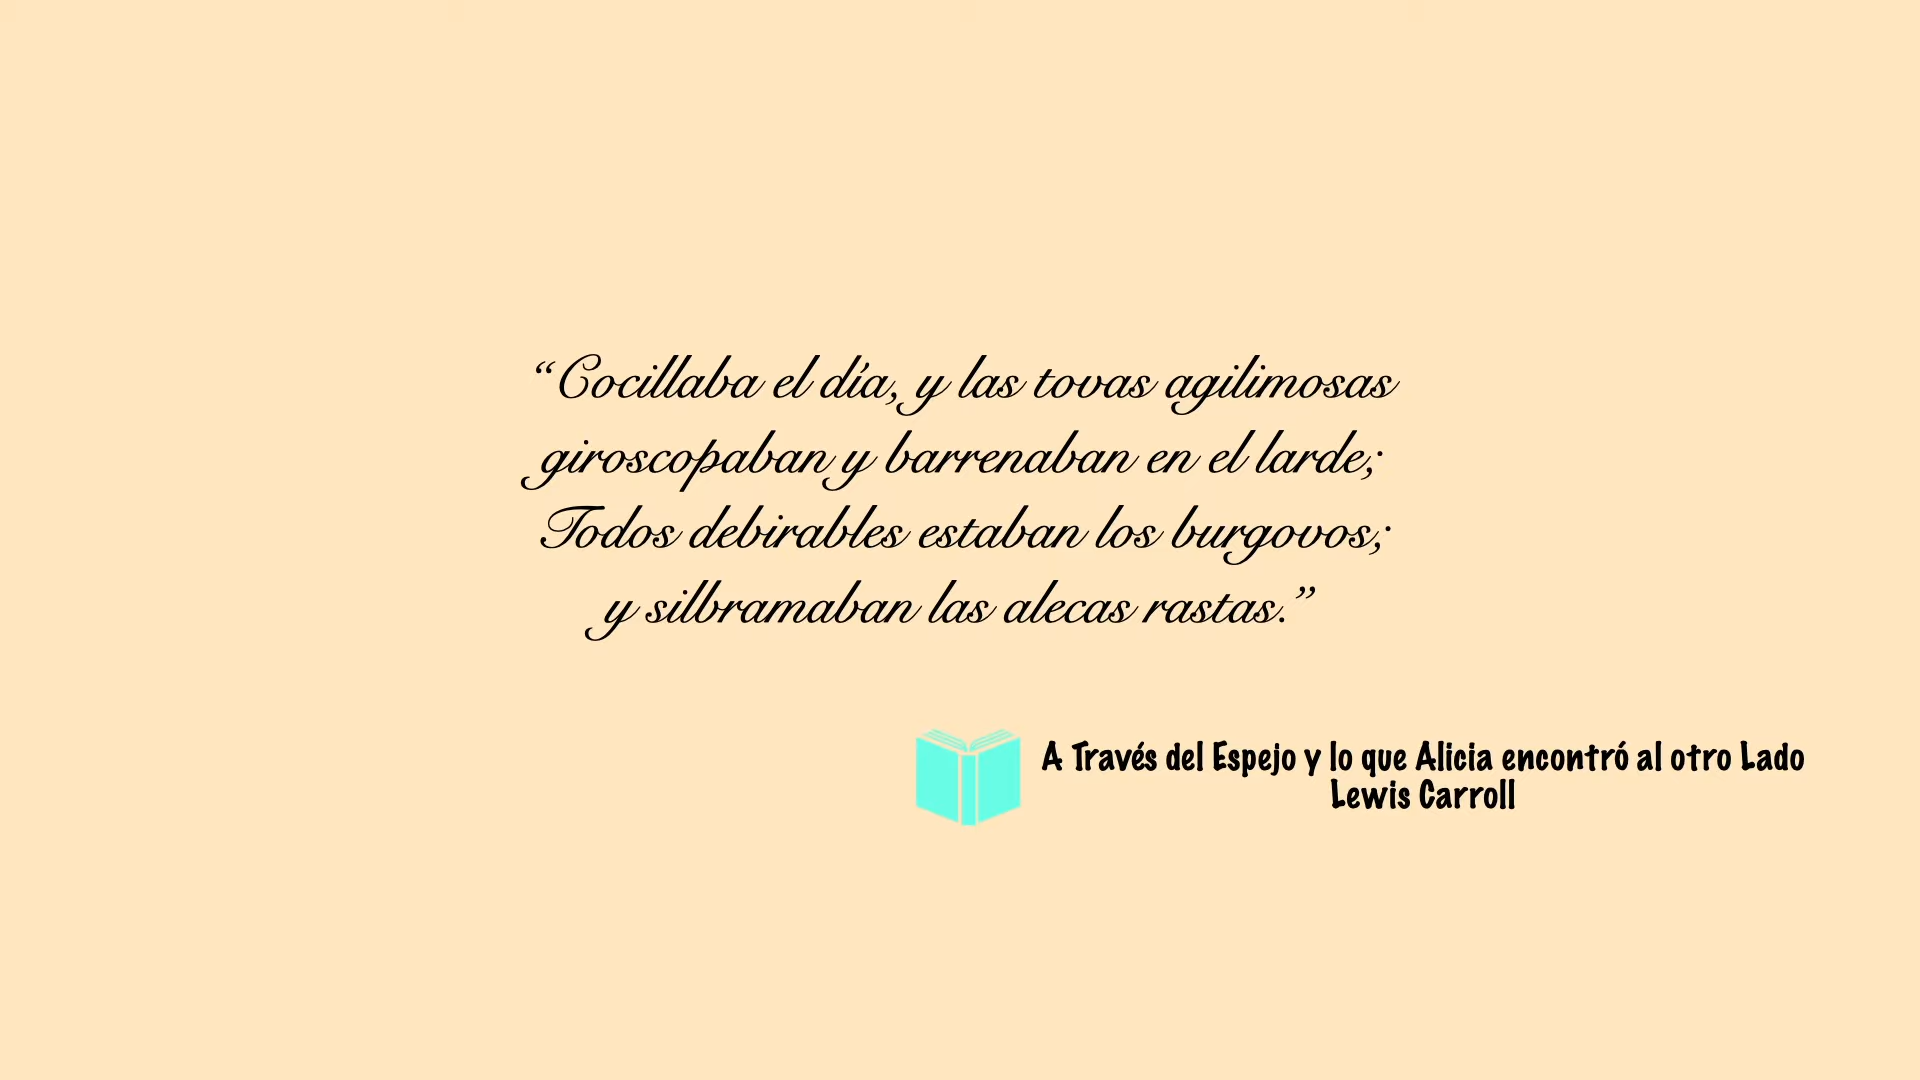 “Cocillaba el día, y las tovas agilimosas
giroscopaban y barrenaban en el larde;
Todos debirables estaban los burgovos;
y silbramaban las alecas rastas.”
A Través del Espejo y lo que Alicia encontró al otro Lado
Lewis Carroll